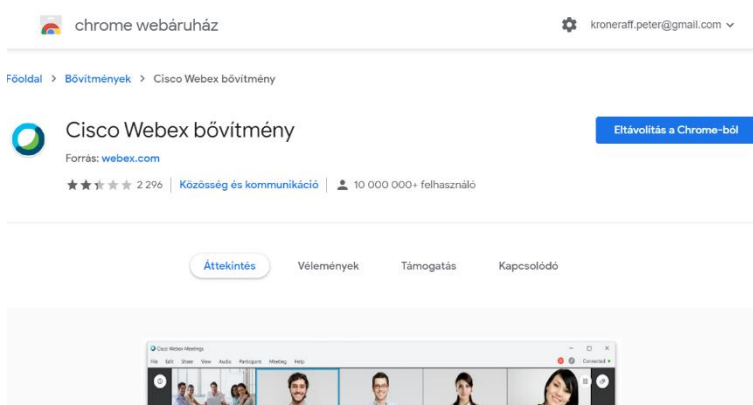 chrome webáruház
kroneraff.peter@gmail.com
Főoldal > Bővítmények > Cisco Webex bővítmény
Cisco Webex bővítmény
Eltávolítás a Chrome-ból
Forrás: webex.com
2 296 | Közösség és kommunikáció | 10 000 000+ felhasználó
Áttekintés Vélemények Támogatás Kapcsolódó
Cisco Webex Meetings
File Edit Share View Audio Participant Meeting Help
Connected